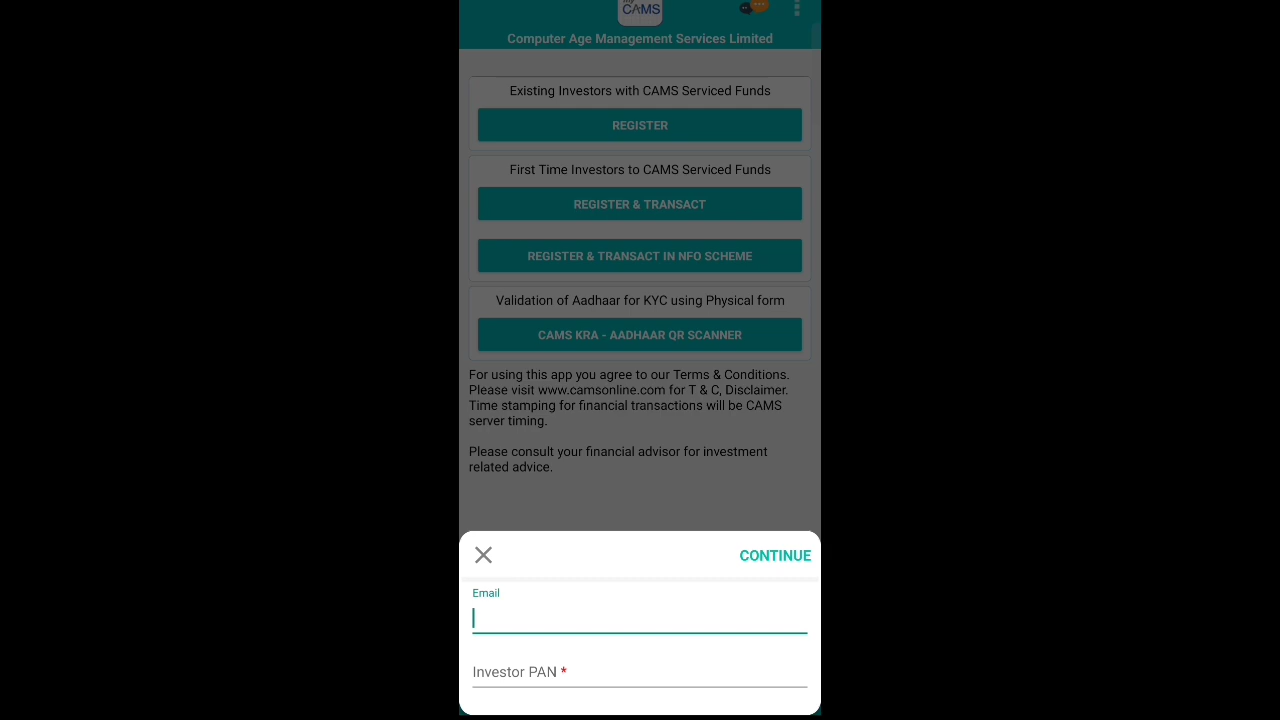 CAMS
Computer Age Management Services Limited
Existing Investors with CAMS Serviced Funds
REGISTER
First Time Investors to CAMS Serviced Funds
REGISTER & TRANSACT
REGISTER & TRANSACT IN NFO SCHEME
Validation of Aadhaar for KYC using Physical form
CAMS KRA - AADHAAR QR SCANNER
For using this app you agree to our Terms & Conditions.
Please visit www.camsonline.com for T & C, Disclaimer.
Time stamping for financial transactions will be CAMS
server timing.
Please consult your financial advisor for investment
related advice.
CONTINUE
Email
Investor PAN *